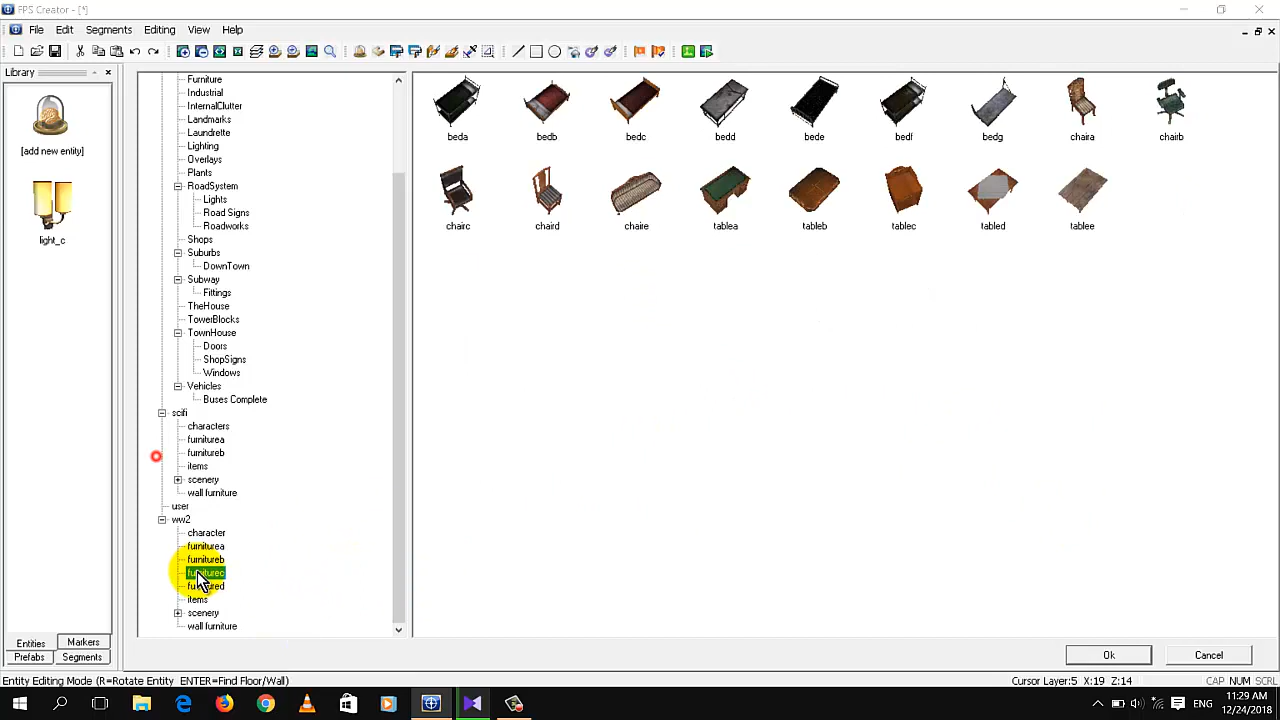 FPS Creator - [*]
File Edit Segments Editing View Help
Library
[add new entity]
light_c
Entities Markers
Prefabs Segments
Furniture
Industrial
InternalClutter
Landmarks
Laundrette
Lighting
Overlays
Plants
RoadSystem
Lights
Road Signs
Roadworks
Shops
Suburbs
DownTown
Subway
Fittings
TheHouse
TowerBlocks
TownHouse
Doors
ShopSigns
Windows
Vehicles
Buses Complete
scifi
characters
furniturea
furnitureb
items
scenery
wall furniture
user
ww2
character
furniturea
furnitureb
furniturec
furnitured
items
scenery
wall furniture
beda bedb bedc bedd bede bedf bedg chaira chairb
chairc chaird chaire tablea tableb tablec tabled tablee
Ok Cancel
Entity Editing Mode (R=Rotate Entity ENTER=Find Floor/Wall) Cursor Layer:5 X:19 Z:14 CAP NUM SCRL
ENG 11:29 AM
12/24/2018